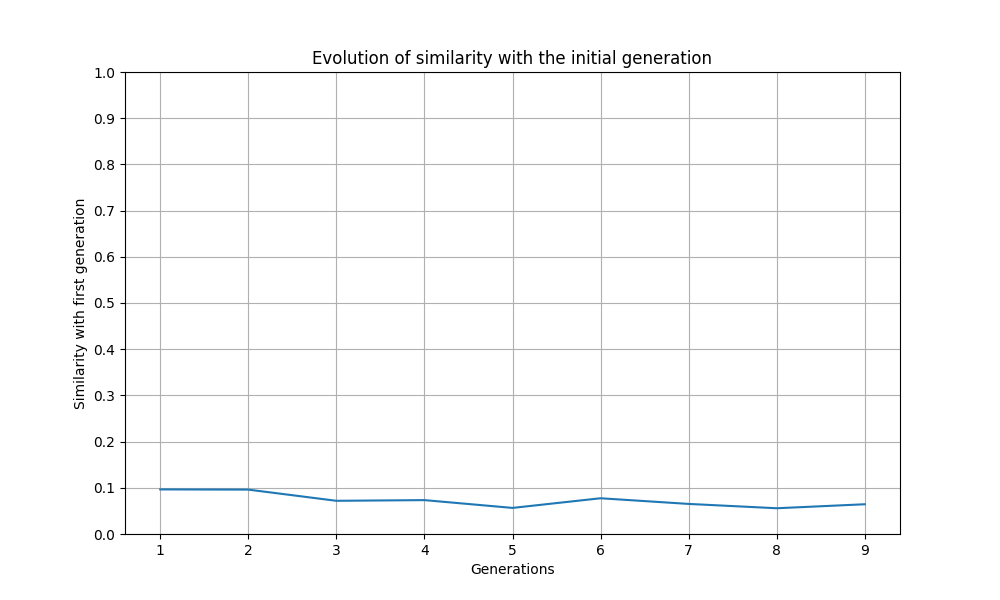 Evolution of similarity with the initial generation
1.0
0.9
0.8
0.7
0.6
0.5
0.4
0.3
0.2
0.1
0.0
Similarity with first generation
1 2 3 4 5 6 7 8 9
Generations